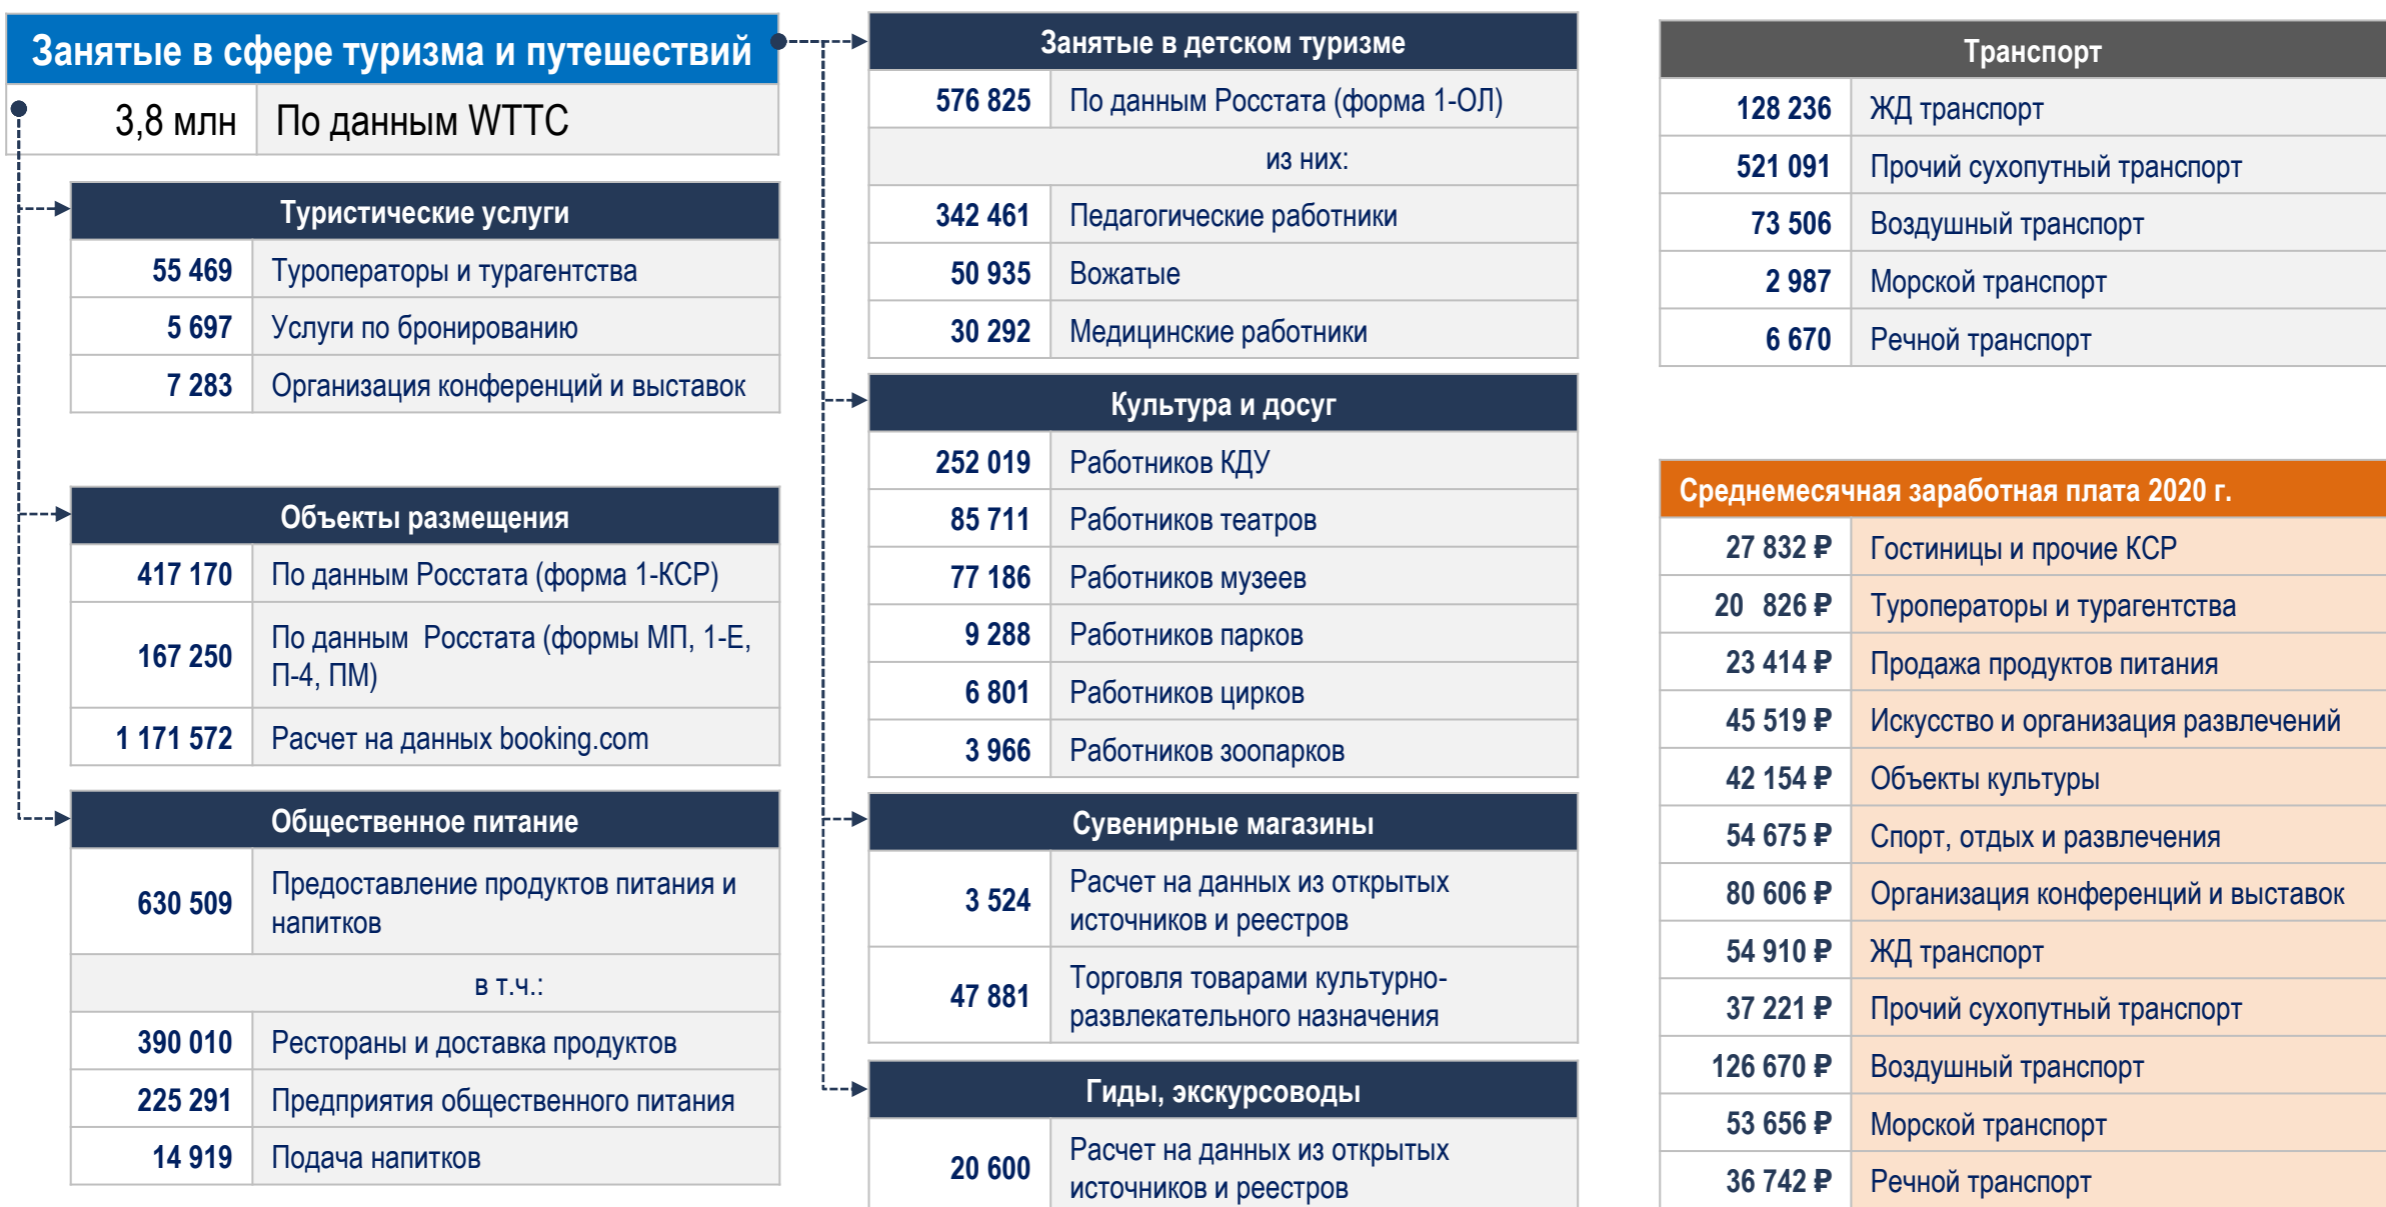 Занятые в сфере туризма и путешествий
3,8 млн По данным WTTC
Туристические услуги
55 469 Туроператоры и турагентства
5 697 Услуги по бронированию
7 283 Организация конференций и выставок
Объекты размещения
417 170 По данным Росстата (форма 1-КСР)
167 250 По данным Росстата (формы МП, 1-Е,
П-4, ПМ)
1 171 572 Расчет на данных booking.com
Общественное питание
630 509 Предоставление продуктов питания и
напитков
в т.ч.:
390 010 Рестораны и доставка продуктов
225 291 Предприятия общественного питания
14 919 Подача напитков
Занятые в детском туризме
576 825 По данным Росстата (форма 1-ОЛ)
из них:
342 461 Педагогические работники
50 935 Вожатые
30 292 Медицинские работники
Культура и досуг
252 019 Работников КДУ
85 711 Работников театров
77 186 Работников музеев
9 288 Работников парков
6 801 Работников цирков
3 966 Работников зоопарков
Сувенирные магазины
3 524 Расчет на данных из открытых
источников и реестров
47 881 Торговля товарами культурно-
развлекательного назначения
Гиды, экскурсоводы
20 600 Расчет на данных из открытых
источников и реестров
Транспорт
128 236 ЖД транспорт
521 091 Прочий сухопутный транспорт
73 506 Воздушный транспорт
2 987 Морской транспорт
6 670 Речной транспорт
Среднемесячная заработная плата 2020 г.
27 832 ₽ Гостиницы и прочие КСР
20 826 ₽ Туроператоры и турагентства
23 414 ₽ Продажа продуктов питания
45 519 ₽ Искусство и организация развлечений
42 154 ₽ Объекты культуры
54 675 ₽ Спорт, отдых и развлечения
80 606 ₽ Организация конференций и выставок
54 910 ₽ ЖД транспорт
37 221 ₽ Прочий сухопутный транспорт
126 670 ₽ Воздушный транспорт
53 656 ₽ Морской транспорт
36 742 ₽ Речной транспорт